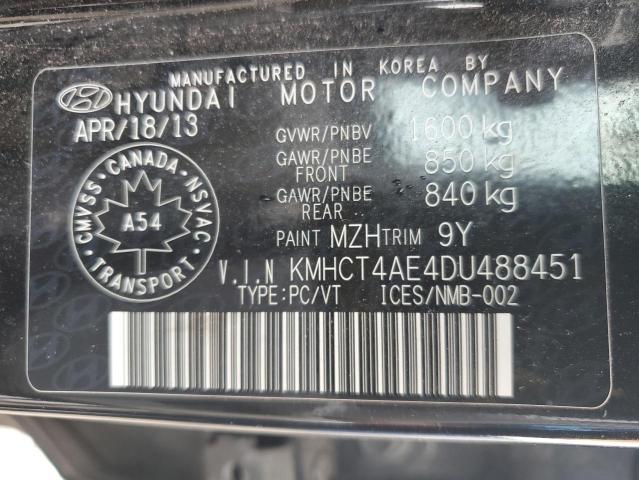 MANUFACTURED IN KOREA BY
HYUNDAI MOTOR COMPANY
APR/18/13
GVWR/PNBV 1600 kg
GAWR/PNBE FRONT 850 kg
GAWR/PNBE REAR 840 kg
PAINT MZH TRIM 9Y
V.I.N KMHCT4AE4DU488451
TYPE:PC/VT ICES/NMB-002
CMVSS · CANADA · NSVAC
A54
TRANSPORT